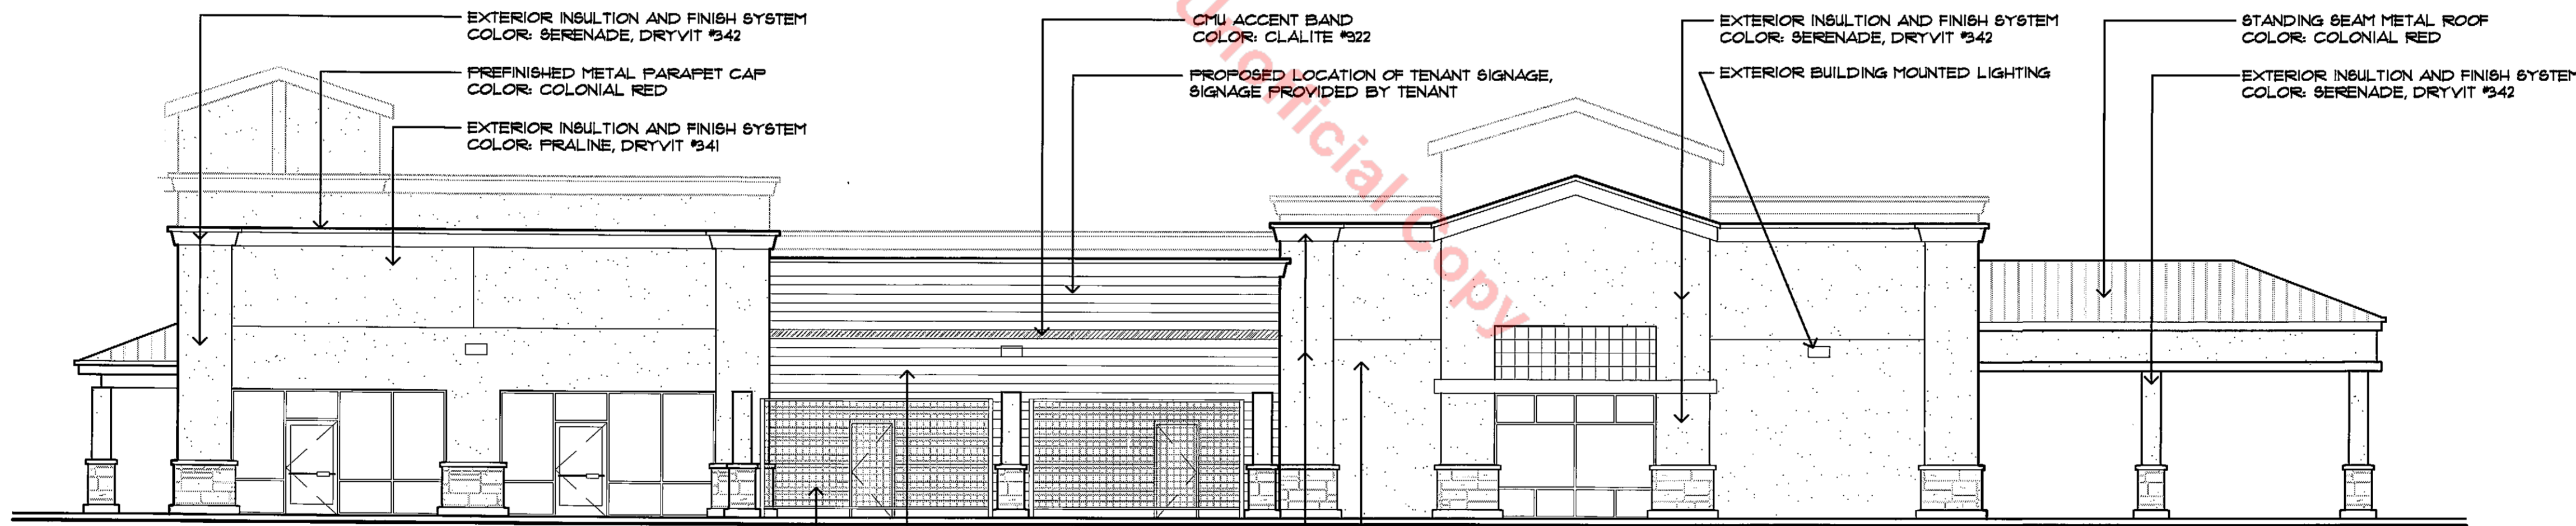 EXTERIOR INSULTION AND FINISH SYSTEM
COLOR: SERENADE, DRYVIT #342
PREFINISHED METAL PARAPET CAP
COLOR: COLONIAL RED
EXTERIOR INSULTION AND FINISH SYSTEM
COLOR: PRALINE, DRYVIT #341
CMU ACCENT BAND
COLOR: CLALITE #922
PROPOSED LOCATION OF TENANT SIGNAGE,
SIGNAGE PROVIDED BY TENANT
EXTERIOR INSULTION AND FINISH SYSTEM
COLOR: SERENADE, DRYVIT #342
EXTERIOR BUILDING MOUNTED LIGHTING
STANDING SEAM METAL ROOF
COLOR: COLONIAL RED
EXTERIOR INSULTION AND FINISH SYSTEM
COLOR: SERENADE, DRYVIT #342
Unofficial Copy